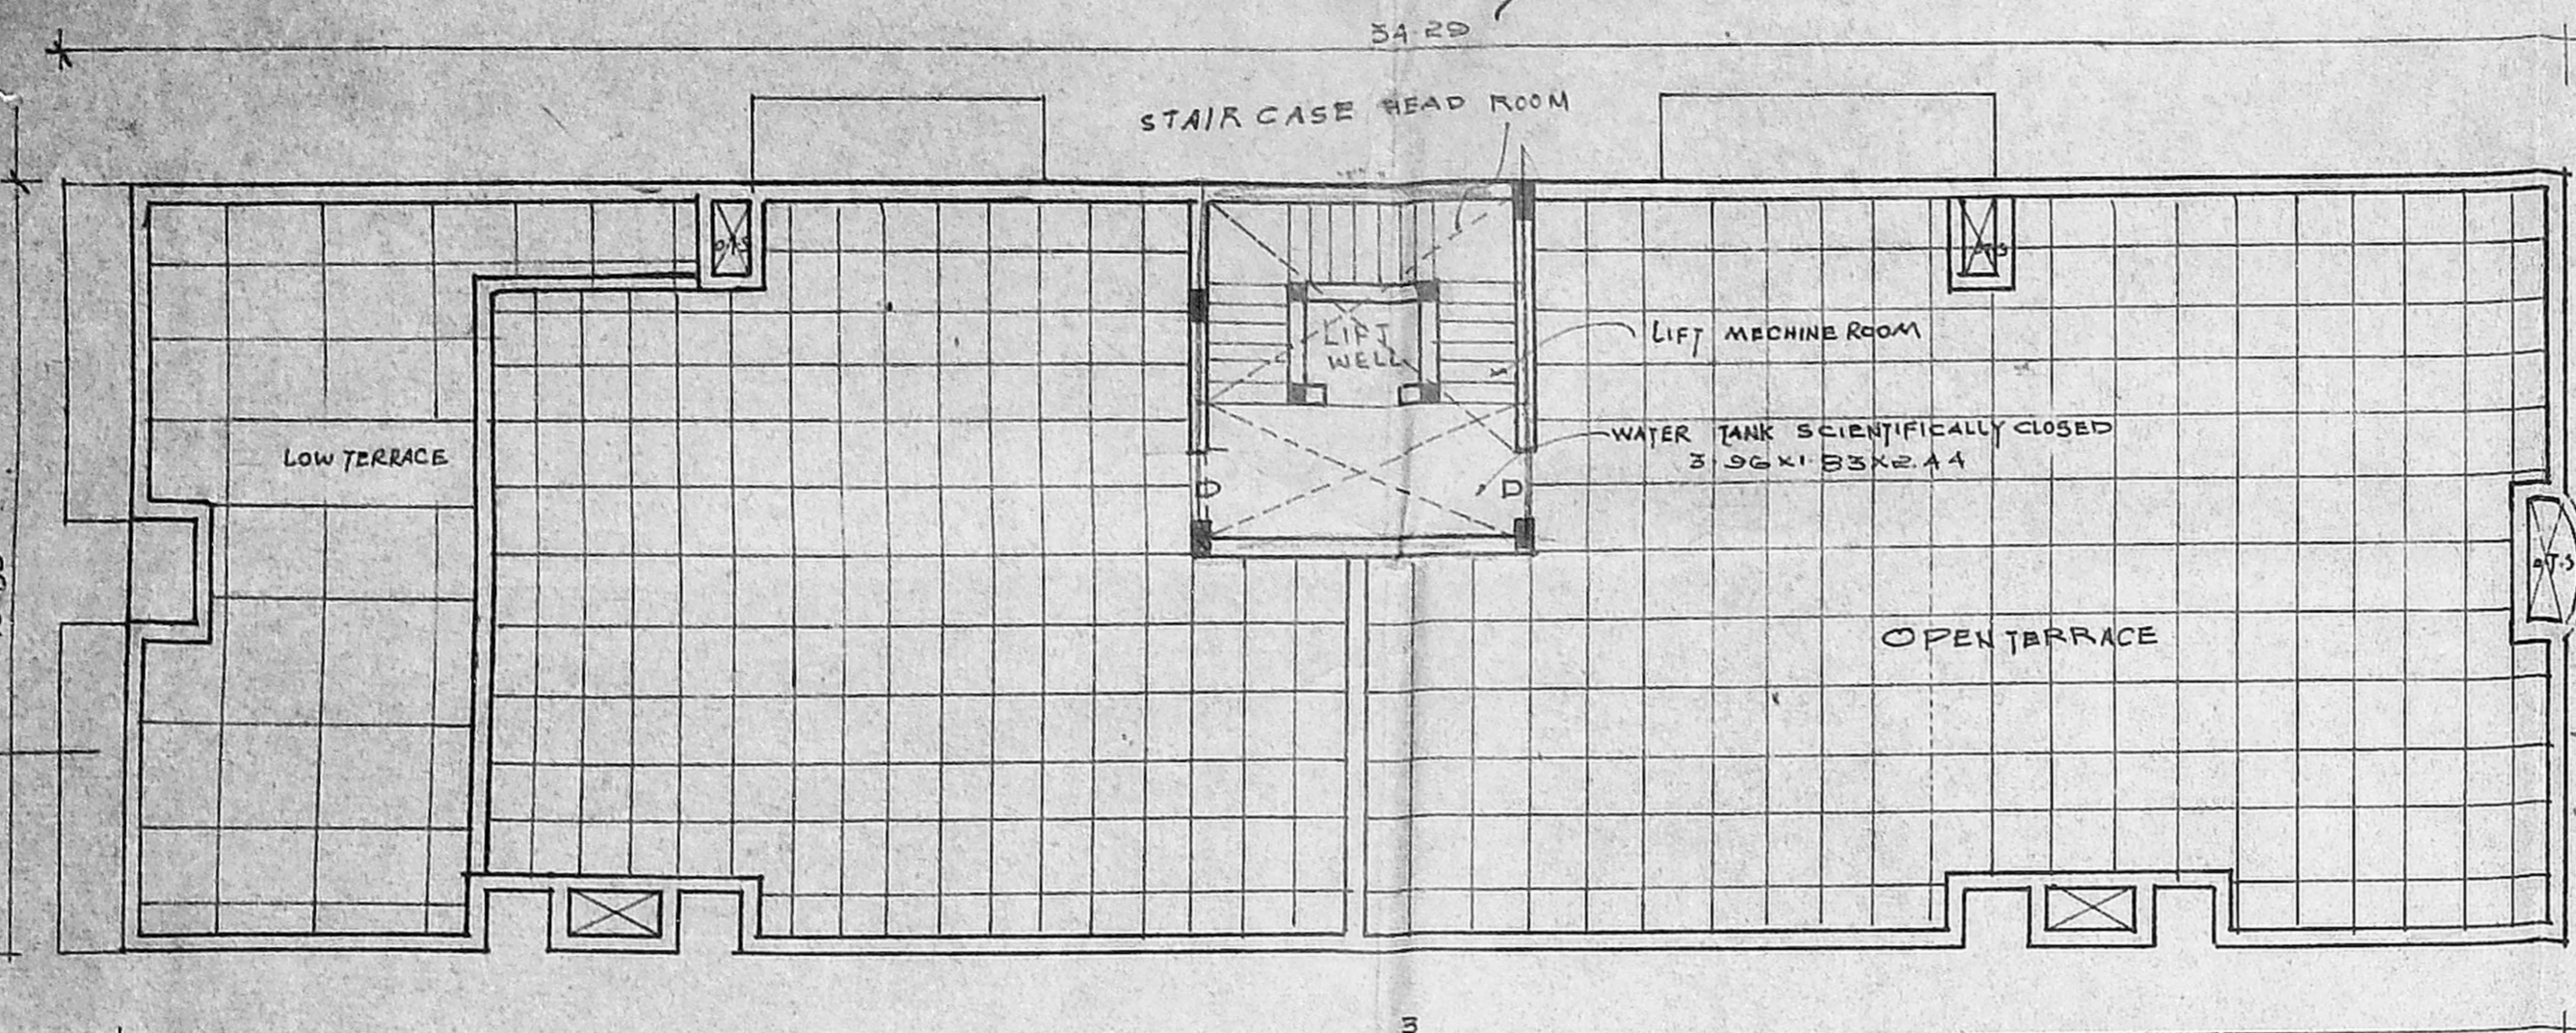 34.29
STAIR CASE HEAD ROOM
O.T.S
LIFT
WELL
LIFT MECHINE ROOM
WATER TANK SCIENTIFICALLY CLOSED
3.96X1.83X2.44
LOW TERRACE
D
D
O.T.S
OPEN TERRACE
3